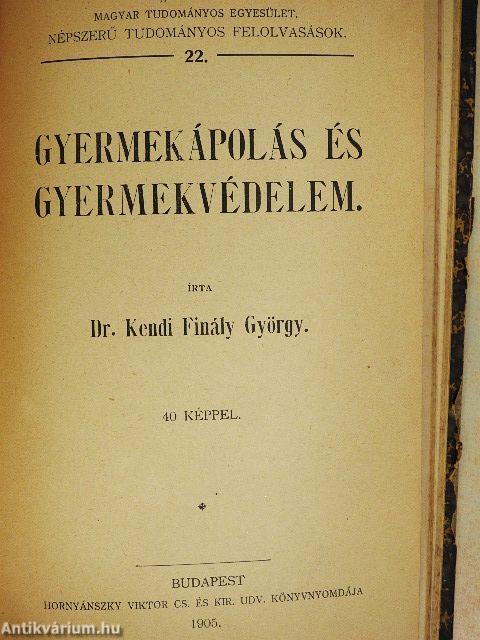 MAGYAR TUDOMÁNYOS EGYESÜLET.
NÉPSZERŰ TUDOMÁNYOS FELOLVASÁSOK.
22.
GYERMEKÁPOLÁS ÉS
GYERMEKVÉDELEM.
ÍRTA
Dr. Kendi Finály György.
40 KÉPPEL.
BUDAPEST
HORNYÁNSZKY VIKTOR CS. ÉS KIR. UDV. KÖNYVNYOMDÁJA
1905.
Antikvárium.hu